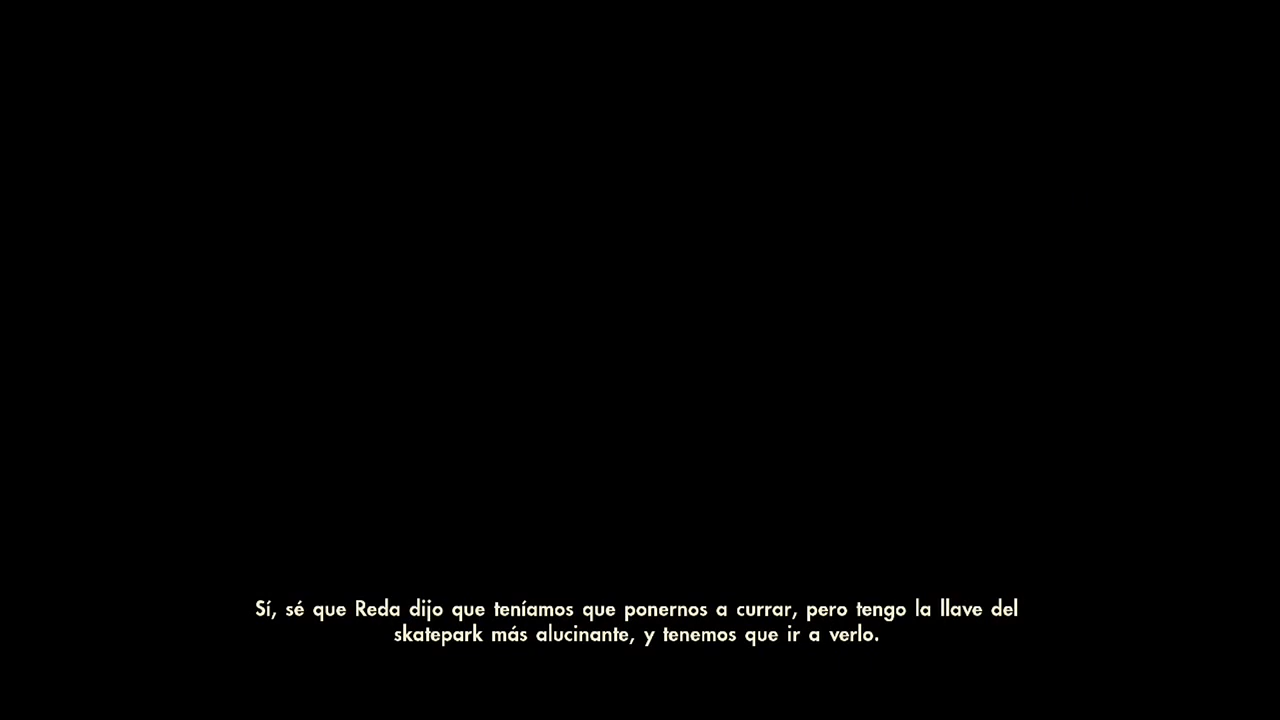 Sí, sé que Reda dijo que teníamos que ponernos a currar, pero tengo la llave del
skatepark más alucinante, y tenemos que ir a verlo.